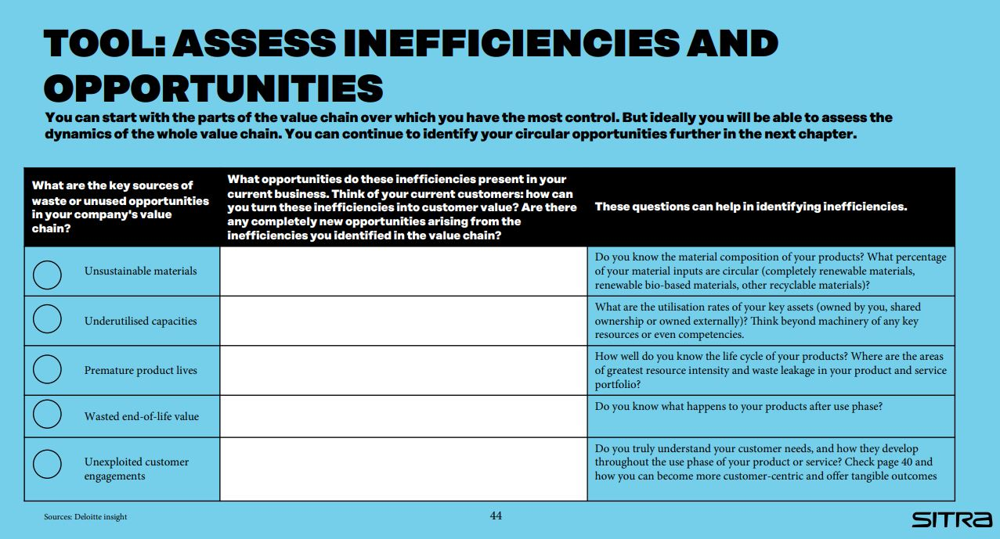 TOOL: ASSESS INEFFICIENCIES AND
OPPORTUNITIES
You can start with the parts of the value chain over which you have the most control. But ideally you will be able to assess the
dynamics of the whole value chain. You can continue to identify your circular opportunities further in the next chapter.
What are the key sources of
waste or unused opportunities
in your company's value
chain?
What opportunities do these inefficiencies present in your
current business. Think of your current customers: how can
you turn these inefficiencies into customer value? Are there
any completely new opportunities arising from the
inefficiencies you identified in the value chain?
These questions can help in identifying inefficiencies.
Unsustainable materials
Do you know the material composition of your products? What percentage
of your material inputs are circular (completely renewable materials,
renewable bio-based materials, other recyclable materials)?
Underutilised capacities
What are the utilisation rates of your key assets (owned by you, shared
ownership or owned externally)? Think beyond machinery of any key
resources or even competencies.
Premature product lives
How well do you know the life cycle of your products? Where are the areas
of greatest resource intensity and waste leakage in your product and service
portfolio?
Wasted end-of-life value
Do you know what happens to your products after use phase?
Unexploited customer
engagements
Do you truly understand your customer needs, and how they develop
throughout the use phase of your product or service? Check page 40 and
how you can become more customer-centric and offer tangible outcomes
Sources: Deloitte insight
44
SITRA